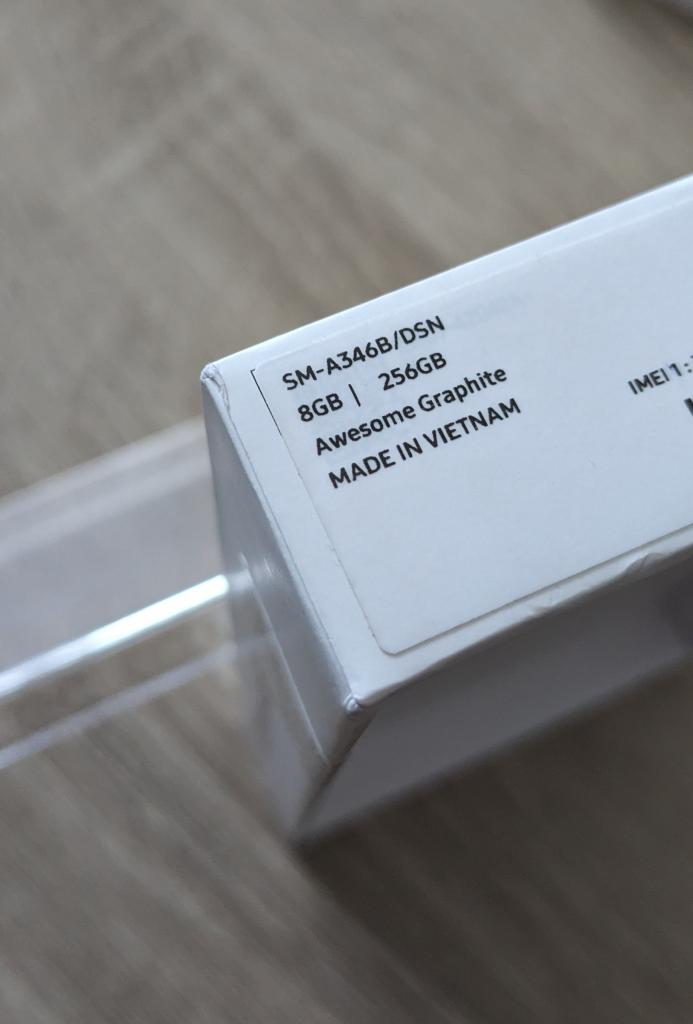 SM-A346B/DSN
8GB | 256GB
Awesome Graphite
MADE IN VIETNAM
IMEI 1 :